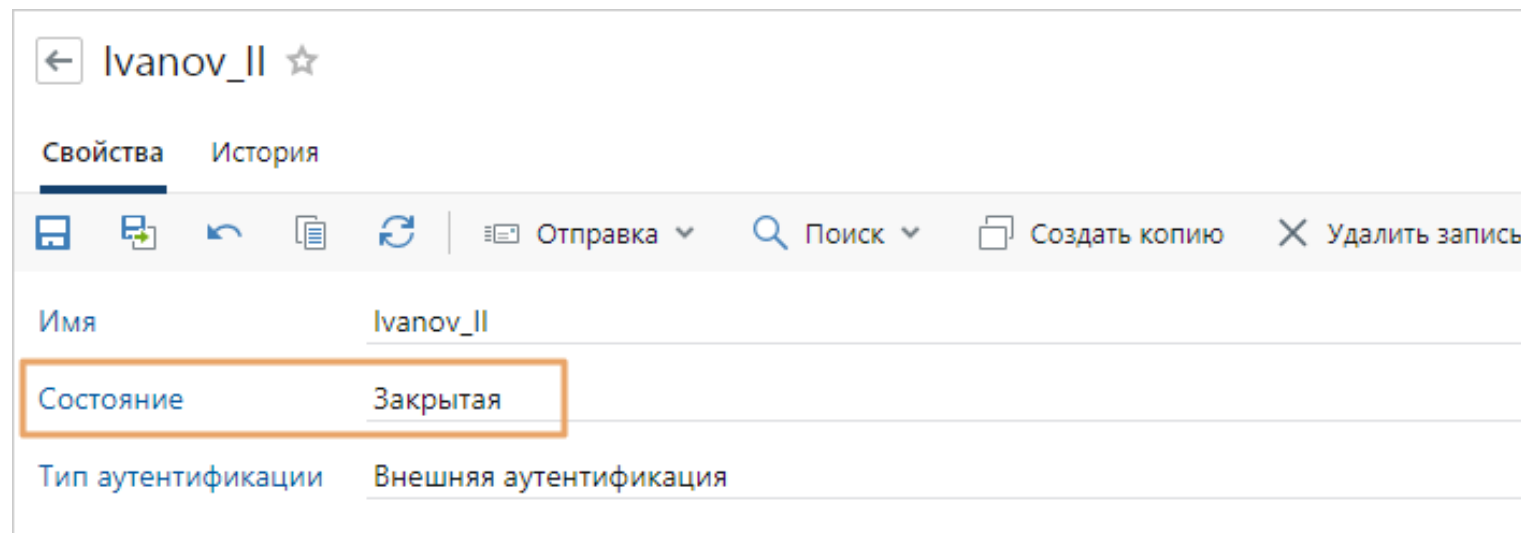 Ivanov_II
Свойства История
Отправка Поиск Создать копию Удалить запись
Имя Ivanov_II
Состояние Закрытая
Тип аутентификации Внешняя аутентификация